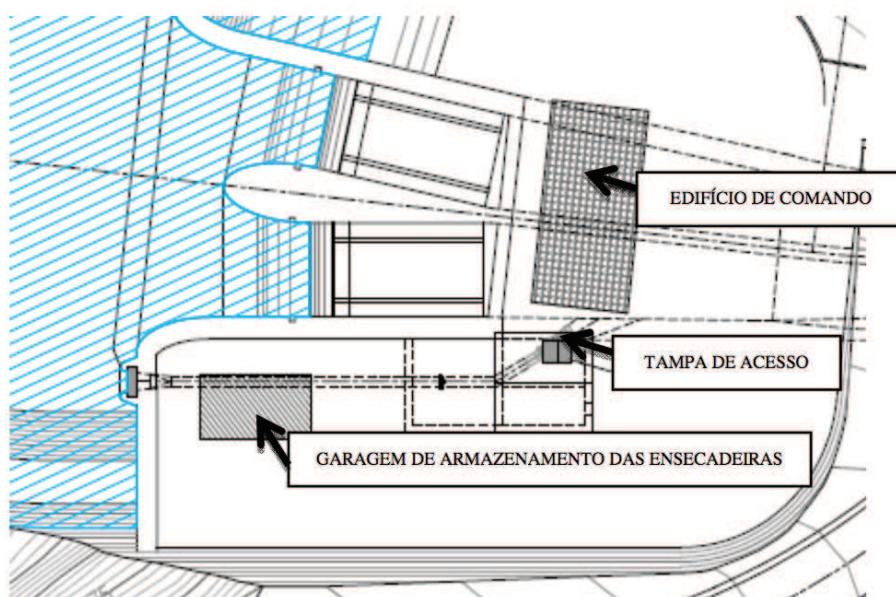 EDIFÍCIO DE COMANDO
TAMPA DE ACESSO
GARAGEM DE ARMAZENAMENTO DAS ENSECADEIRAS